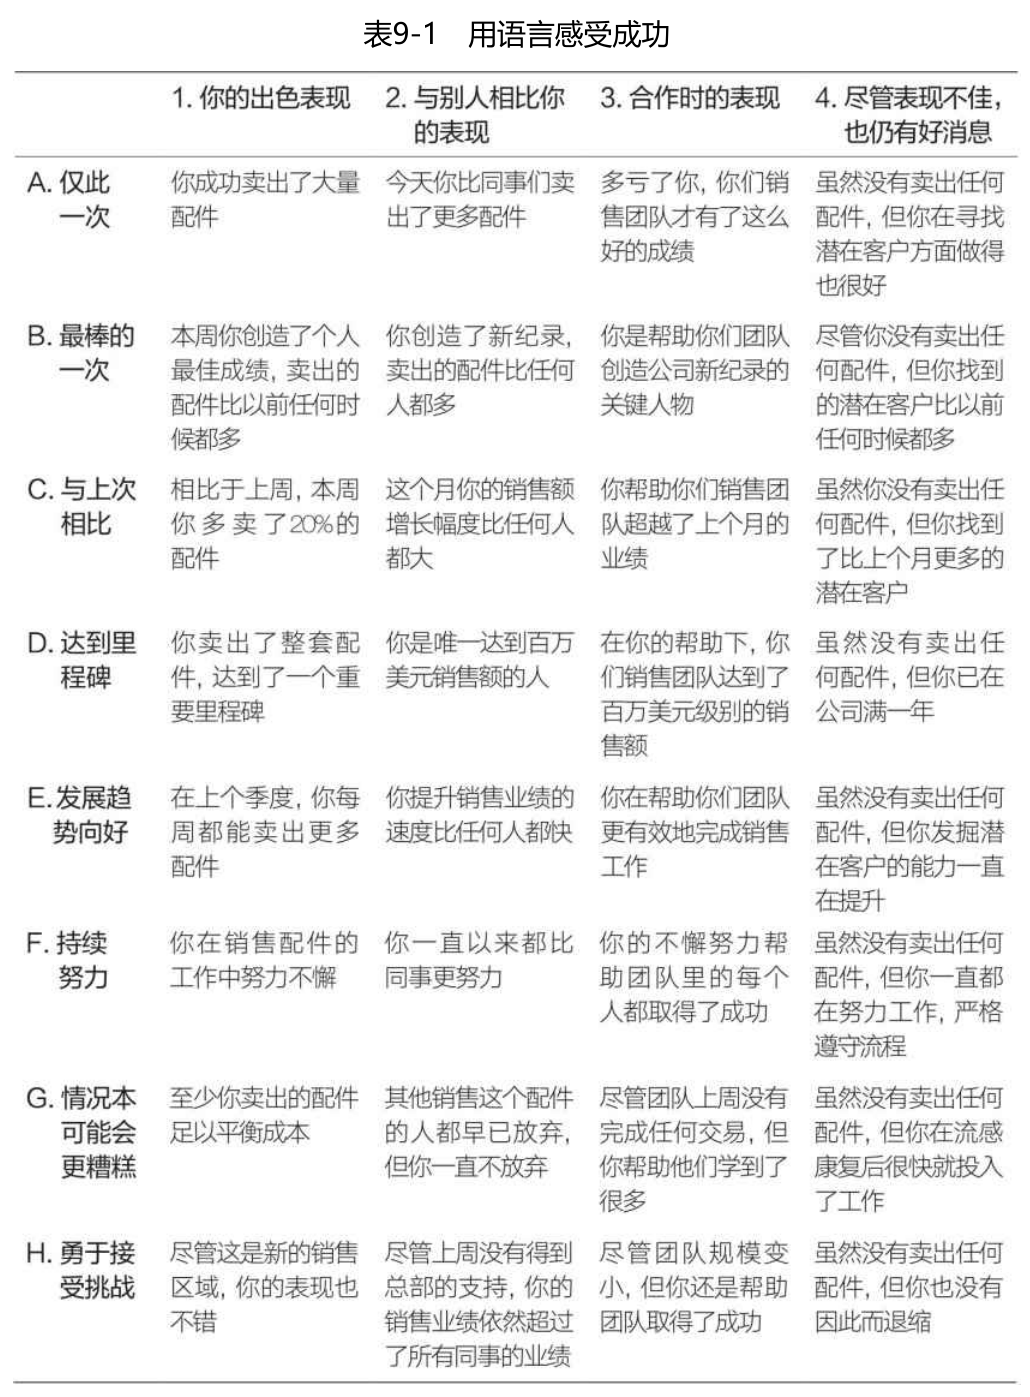 表9-1 用语言感受成功
1. 你的出色表现
2. 与别人相比你
的表现
3. 合作时的表现
4. 尽管表现不佳，
也仍有好消息
A. 仅此
一次
你成功卖出了大量
配件
今天你比同事们卖
出了更多配件
多亏了你，你们销
售团队才有了这么
好的成绩
虽然没有卖出任何
配件，但你在寻找
潜在客户方面做得
也很好
B. 最棒的
一次
本周你创造了个人
最佳成绩，卖出的
配件比以前任何时
候都多
你创造了新纪录，
卖出的配件比任何
人都多
你是帮助你们团队
创造公司新纪录的
关键人物
尽管你没有卖出任
何配件，但你找到
的潜在客户比以前
任何时候都多
C. 与上次
相比
相比于上周，本周
你多卖了20%的
配件
这个月你的销售额
增长幅度比任何人
都大
你帮助你们销售团
队超越了上个月的
业绩
虽然你没有卖出任
何配件，但你找到
了比上个月更多的
潜在客户
D. 达到里
程碑
你卖出了整套配
件，达到了一个重
要里程碑
你是唯一达到百万
美元销售额的人
在你的帮助下，你
们销售团队达到了
百万美元级别的销
售额
虽然没有卖出任
何配件，但你已在
公司满一年
E. 发展趋
势向好
在上个季度，你每
周都能卖出更多
配件
你提升销售业绩的
速度比任何人都快
你在帮助你们团队
更有效地完成销售
工作
虽然没有卖出任何
配件，但你发掘潜
在客户的能力一直
在提升
F. 持续
努力
你在销售配件的
工作中努力不懈
你一直以来都比
同事更努力
你的不懈努力帮
助团队里的每个
人都取得了成功
虽然没有卖出任何
配件，但你一直都
在努力工作，严格
遵守流程
G. 情况本
可能会
更糟糕
至少你卖出的配件
足以平衡成本
其他销售这个配件
的人都早已放弃，
但你一直不放弃
尽管团队上周没有
完成任何交易，但
你帮助他们学到了
很多
虽然没有卖出任何
配件，但你在流感
康复后很快就投入
了工作
H. 勇于接
受挑战
尽管这是新的销售
区域，你的表现也
不错
尽管上周没有得到
总部的支持，你的
销售业绩依然超过
了所有同事的业绩
尽管团队规模变
小，但你还是帮助
团队取得了成功
虽然没有卖出任何
配件，但你也没有
因此而退缩